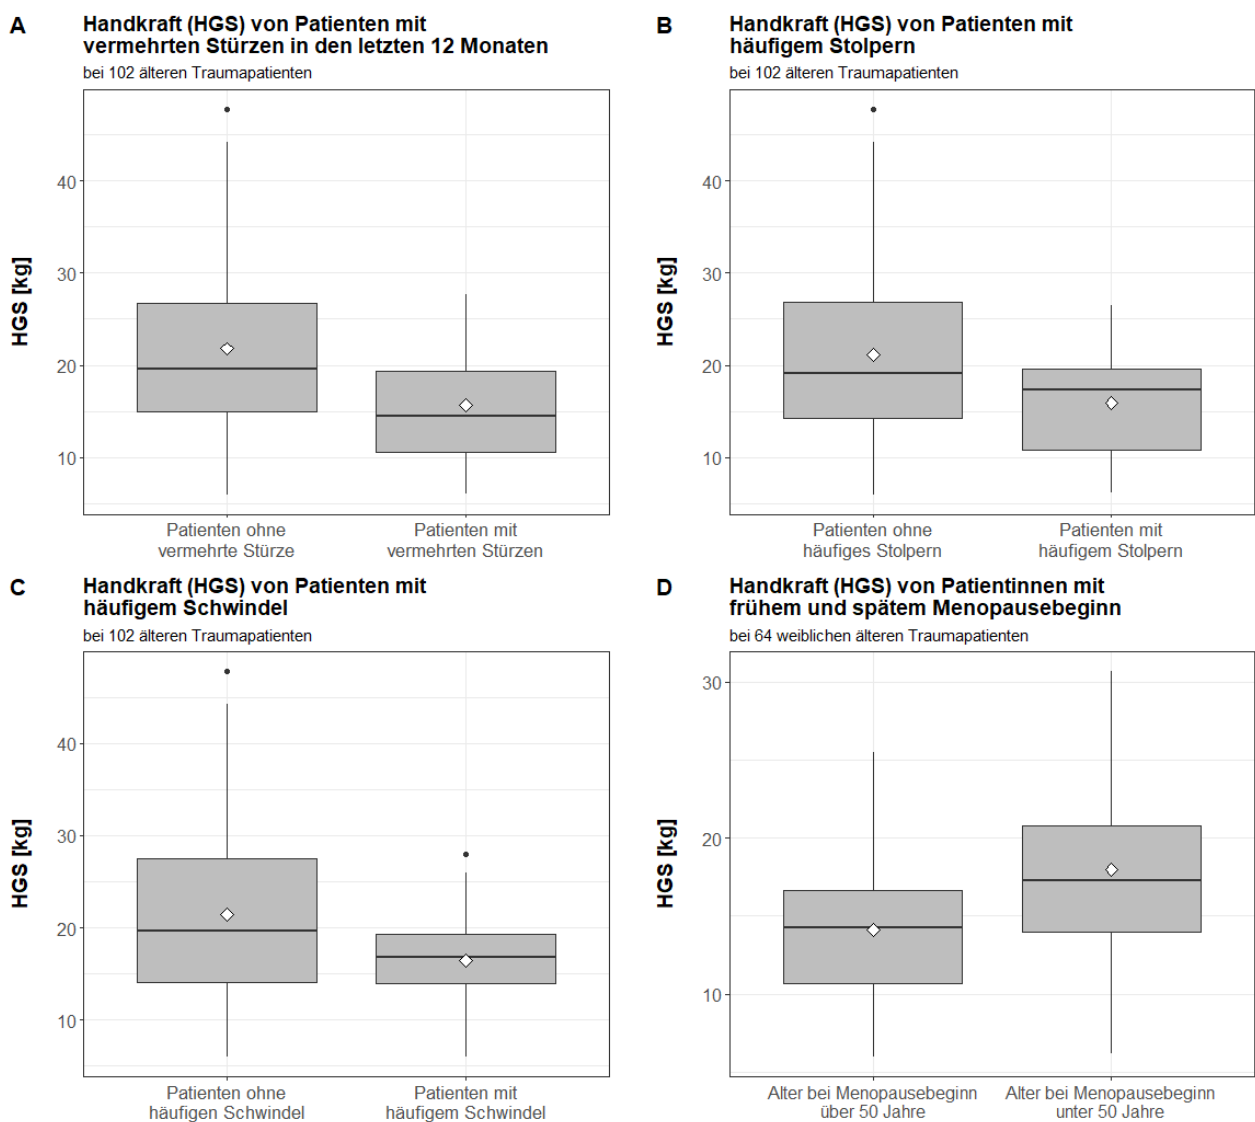 A
Handkraft (HGS) von Patienten mit
vermehrten Stürzen in den letzten 12 Monaten
bei 102 älteren Traumapatienten
HGS [kg]
40
30
20
10
Patienten ohne
vermehrte Stürze
Patienten mit
vermehrten Stürzen
B
Handkraft (HGS) von Patienten mit
häufigem Stolpern
bei 102 älteren Traumapatienten
HGS [kg]
40
30
20
10
Patienten ohne
häufiges Stolpern
Patienten mit
häufigem Stolpern
C
Handkraft (HGS) von Patienten mit
häufigem Schwindel
bei 102 älteren Traumapatienten
HGS [kg]
40
30
20
10
Patienten ohne
häufigen Schwindel
Patienten mit
häufigem Schwindel
D
Handkraft (HGS) von Patientinnen mit
frühem und spätem Menopausebeginn
bei 64 weiblichen älteren Traumapatienten
HGS [kg]
30
20
10
Alter bei Menopausebeginn
über 50 Jahre
Alter bei Menopausebeginn
unter 50 Jahre